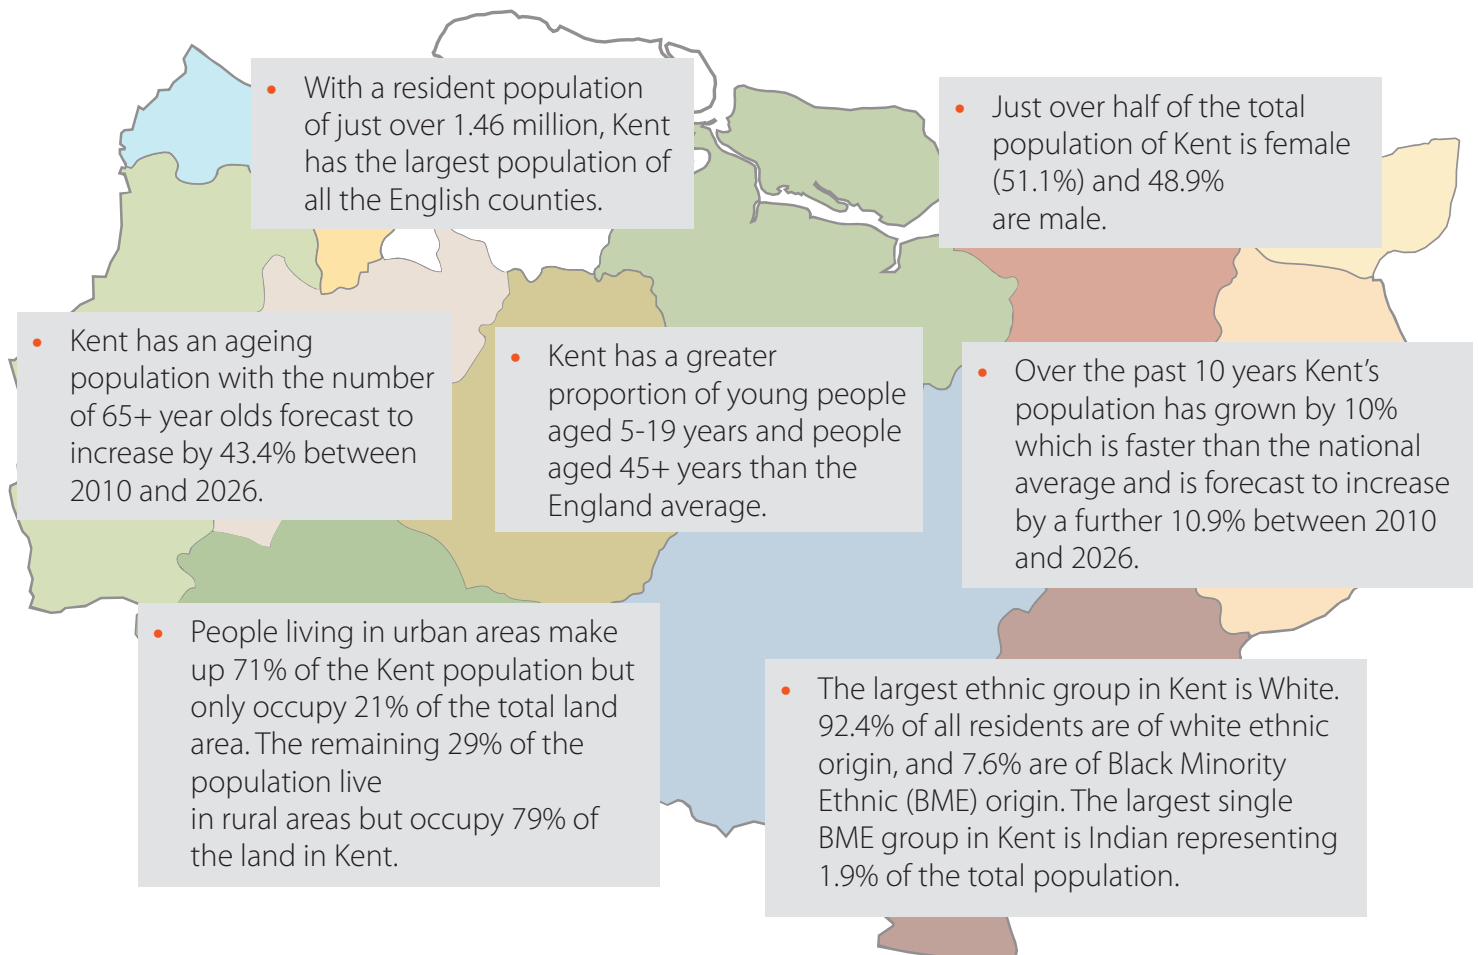 • With a resident population
of just over 1.46 million, Kent
has the largest population of
all the English counties.
• Just over half of the total
population of Kent is female
(51.1%) and 48.9%
are male.
• Kent has an ageing
population with the number
of 65+ year olds forecast to
increase by 43.4% between
2010 and 2026.
• Kent has a greater
proportion of young people
aged 5-19 years and people
aged 45+ years than the
England average.
• Over the past 10 years Kent’s
population has grown by 10%
which is faster than the national
average and is forecast to increase
by a further 10.9% between 2010
and 2026.
• People living in urban areas make
up 71% of the Kent population but
only occupy 21% of the total land
area. The remaining 29% of the
population live
in rural areas but occupy 79% of
the land in Kent.
• The largest ethnic group in Kent is White.
92.4% of all residents are of white ethnic
origin, and 7.6% are of Black Minority
Ethnic (BME) origin. The largest single
BME group in Kent is Indian representing
1.9% of the total population.